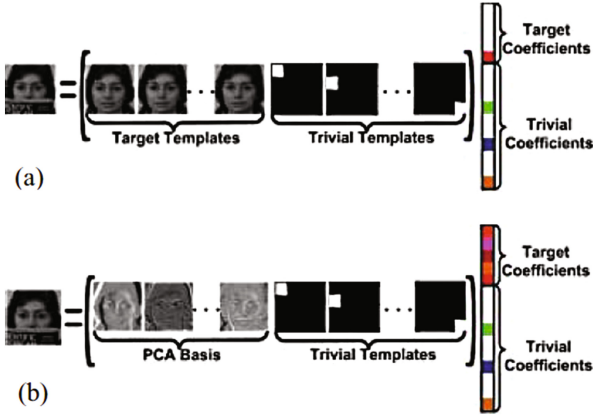 Target
Coefficients
Target Templates
Trivial Templates
Trivial
Coefficients
(a)
Target
Coefficients
PCA Basis
Trivial Templates
Trivial
Coefficients
(b)